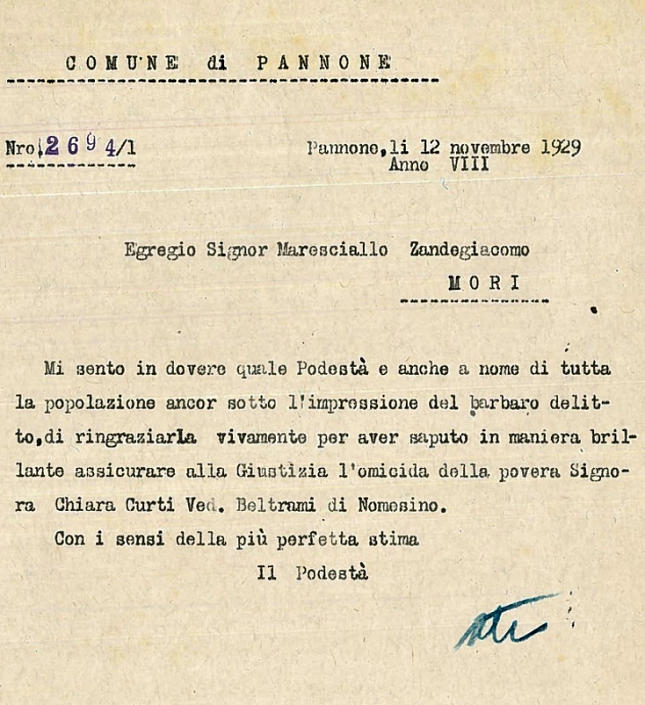 COMUNE di PANNONE
Nro. 2694/1
Pannone, li 12 novembre 1929
Anno VIII
Egregio Signor Maresciallo Zandegiacomo
MORI
Mi sento in dovere quale Podestà e anche a nome di tutta
la popolazione ancor sotto l'impressione del barbaro delit-
to, di ringraziarla vivamente per aver saputo in maniera bril-
lante assicurare alla Giustizia l'omicida della povera Signo-
ra Chiara Curti Ved. Beltrami di Nomesino.
Con i sensi della più perfetta stima
Il Podestà